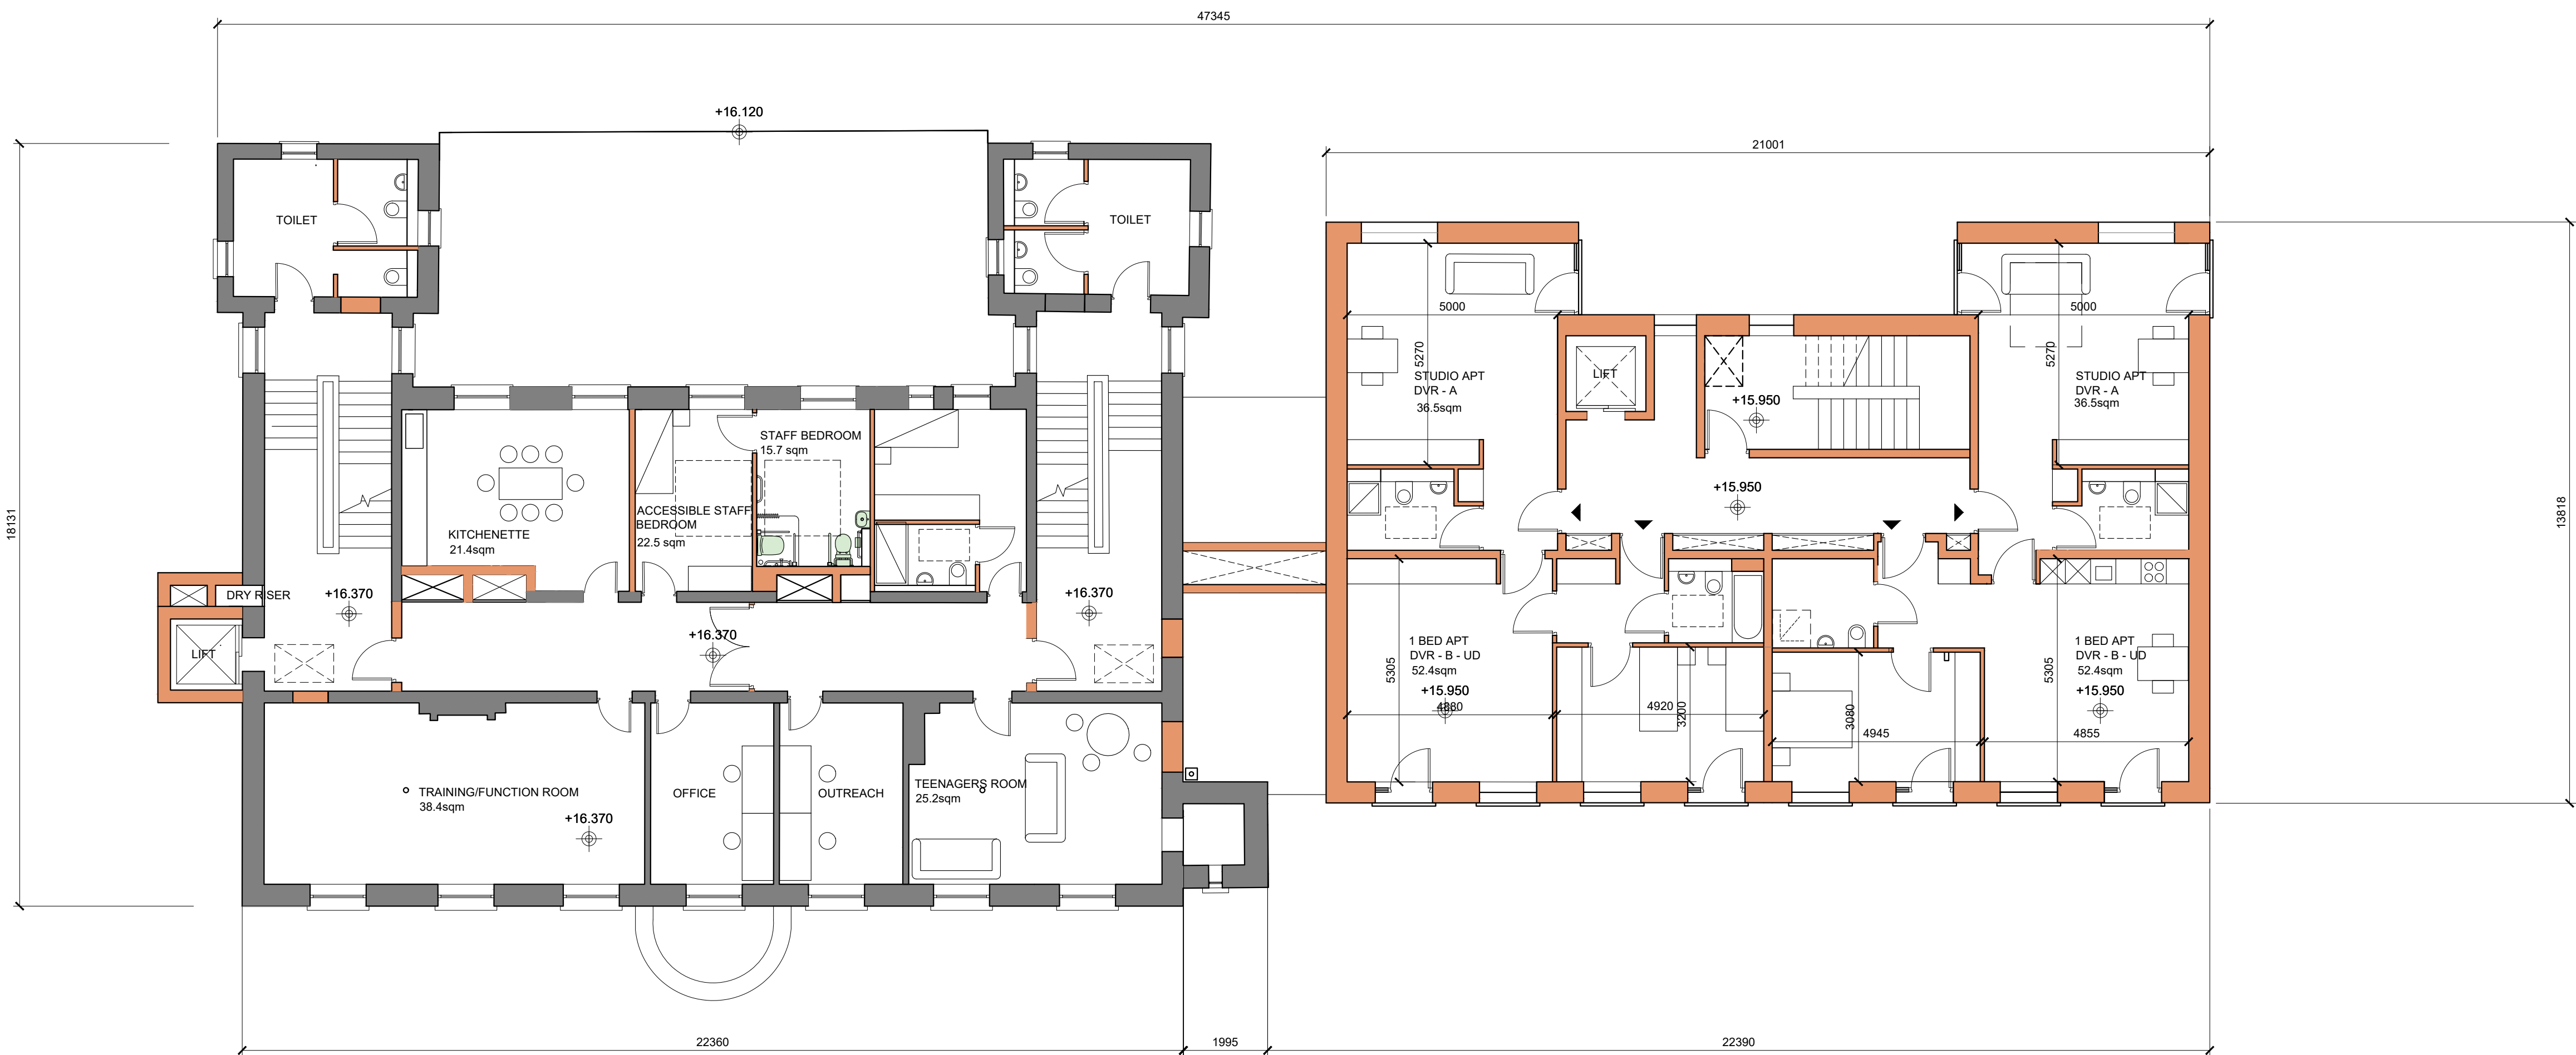 47345
+16.120
21001
TOILET
TOILET
5000
5000
5270
5270
LIFT
STUDIO APT
DVR - A
36.5sqm
STUDIO APT
DVR - A
36.5sqm
+15.950
STAFF BEDROOM
15.7 sqm
+15.950
18131
13818
ACCESSIBLE STAFF
BEDROOM
22.5 sqm
KITCHENETTE
21.4sqm
DRY RISER
+16.370
+16.370
+16.370
LIFT
1 BED APT
DVR - B - UD
52.4sqm
+15.950
1 BED APT
DVR - B - UD
52.4sqm
+15.950
5305
5305
4880
4920
3200
3080
4945
4855
TRAINING/FUNCTION ROOM
38.4sqm
+16.370
OFFICE
OUTREACH
TEENAGERS ROOM
25.2sqm
22360
1995
22390